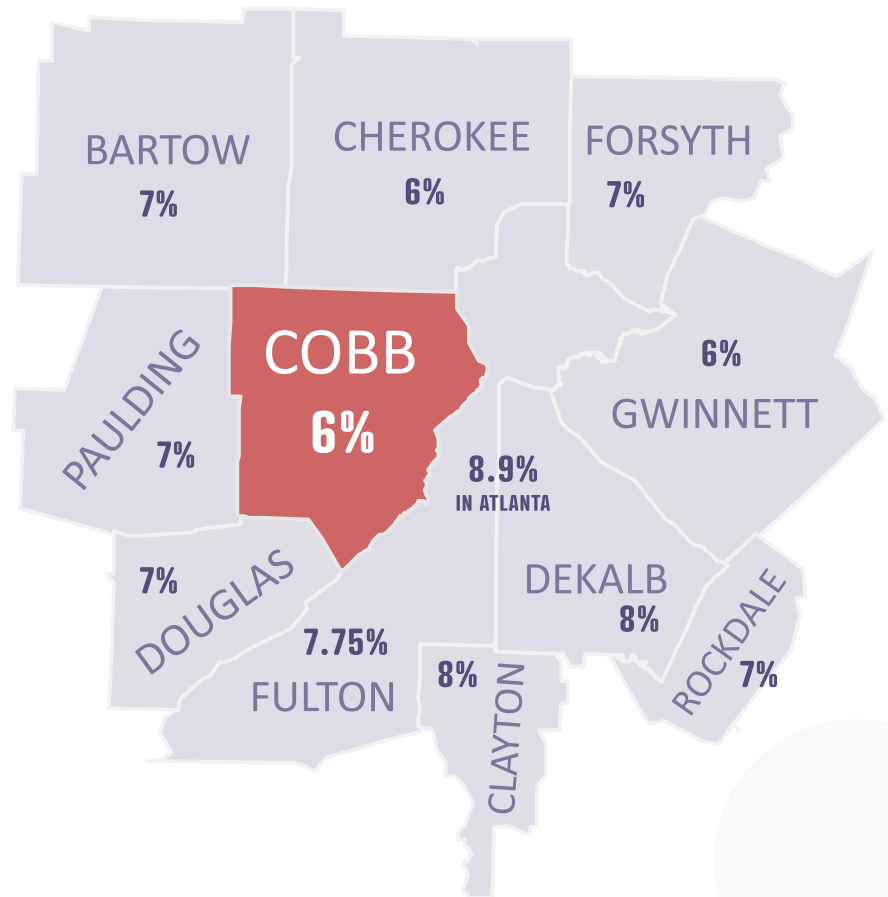 BARTOW
7%
CHEROKEE
6%
FORSYTH
7%
PAULDING
7%
COBB
6%
6%
GWINNETT
8.9%
IN ATLANTA
7%
DOUGLAS
7.75%
FULTON
8%
CLAYTON
DEKALB
8%
ROCKDALE
7%